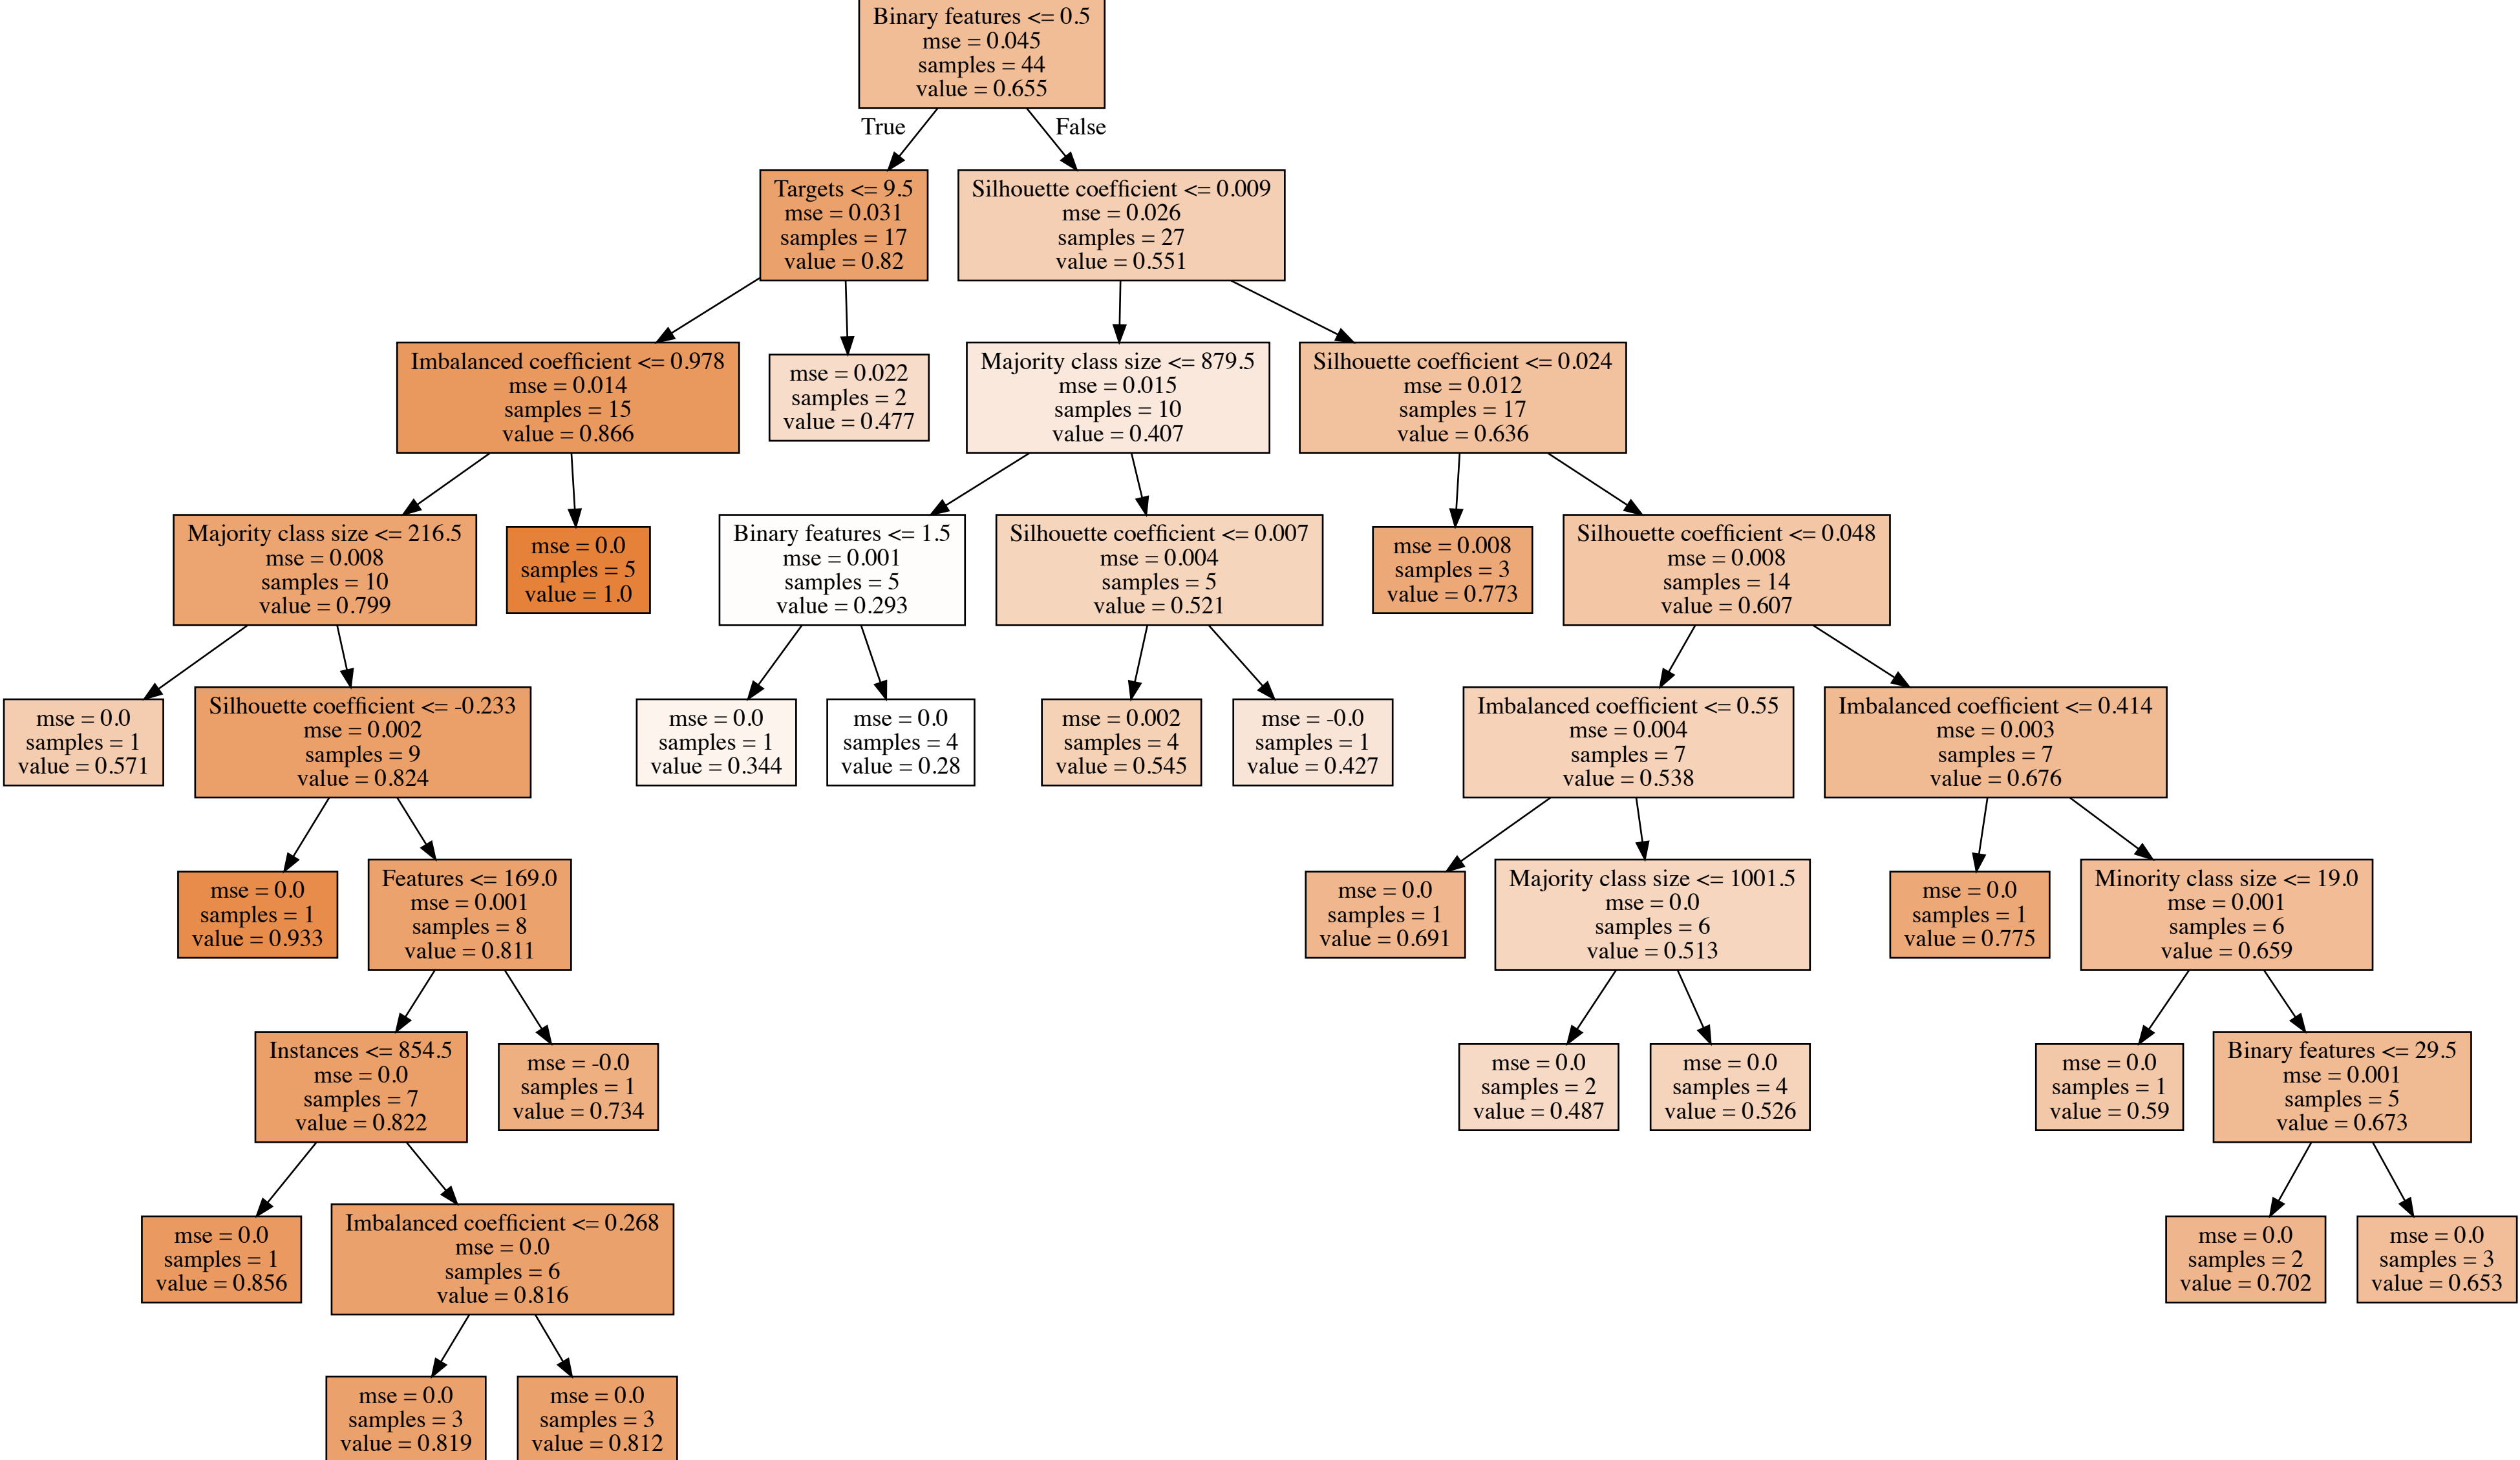 Binary features <= 0.5
mse = 0.045
samples = 44
value = 0.655
True
False
Targets <= 9.5
mse = 0.031
samples = 17
value = 0.82
Silhouette coefficient <= 0.009
mse = 0.026
samples = 27
value = 0.551
Imbalanced coefficient <= 0.978
mse = 0.014
samples = 15
value = 0.866
mse = 0.022
samples = 2
value = 0.477
Majority class size <= 879.5
mse = 0.015
samples = 10
value = 0.407
Silhouette coefficient <= 0.024
mse = 0.012
samples = 17
value = 0.636
Majority class size <= 216.5
mse = 0.008
samples = 10
value = 0.799
mse = 0.0
samples = 5
value = 1.0
Binary features <= 1.5
mse = 0.001
samples = 5
value = 0.293
Silhouette coefficient <= 0.007
mse = 0.004
samples = 5
value = 0.521
mse = 0.008
samples = 3
value = 0.773
Silhouette coefficient <= 0.048
mse = 0.008
samples = 14
value = 0.607
mse = 0.0
samples = 1
value = 0.571
Silhouette coefficient <= -0.233
mse = 0.002
samples = 9
value = 0.824
mse = 0.0
samples = 1
value = 0.344
mse = 0.0
samples = 4
value = 0.28
mse = 0.002
samples = 4
value = 0.545
mse = -0.0
samples = 1
value = 0.427
Imbalanced coefficient <= 0.55
mse = 0.004
samples = 7
value = 0.538
Imbalanced coefficient <= 0.414
mse = 0.003
samples = 7
value = 0.676
mse = 0.0
samples = 1
value = 0.933
Features <= 169.0
mse = 0.001
samples = 8
value = 0.811
mse = 0.0
samples = 1
value = 0.691
Majority class size <= 1001.5
mse = 0.0
samples = 6
value = 0.513
mse = 0.0
samples = 1
value = 0.775
Minority class size <= 19.0
mse = 0.001
samples = 6
value = 0.659
Instances <= 854.5
mse = 0.0
samples = 7
value = 0.822
mse = -0.0
samples = 1
value = 0.734
mse = 0.0
samples = 2
value = 0.487
mse = 0.0
samples = 4
value = 0.526
mse = 0.0
samples = 1
value = 0.59
Binary features <= 29.5
mse = 0.001
samples = 5
value = 0.673
mse = 0.0
samples = 1
value = 0.856
Imbalanced coefficient <= 0.268
mse = 0.0
samples = 6
value = 0.816
mse = 0.0
samples = 2
value = 0.702
mse = 0.0
samples = 3
value = 0.653
mse = 0.0
samples = 3
value = 0.819
mse = 0.0
samples = 3
value = 0.812